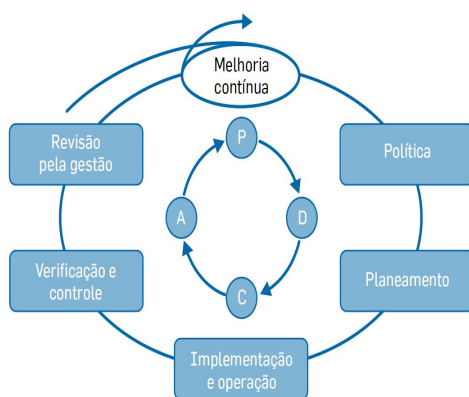 Melhoria
contínua
Revisão
pela gestão
P
Política
A
D
Verificação e
controle
C
Planeamento
Implementação
e operação